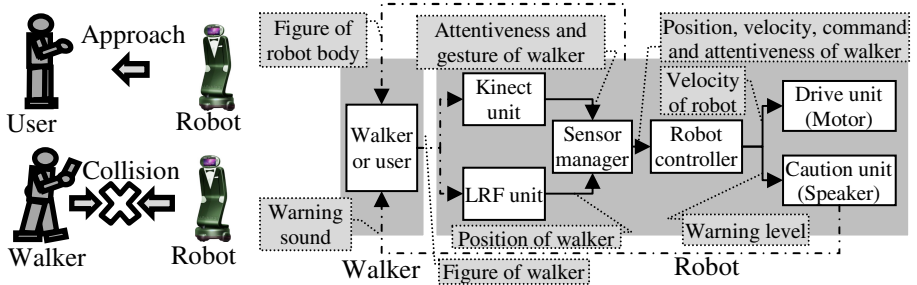 Approach
User
Robot
Collision
Walker
Robot
Figure of
robot body
Attentiveness and
gesture of walker
Position, velocity, command
and attentiveness of walker
Kinect
unit
Velocity
of robot
Drive unit
(Motor)
Walker
or user
Sensor
manager
Robot
controller
LRF unit
Caution unit
(Speaker)
Warning
sound
Position of walker
Warning level
Walker
Figure of walker
Robot